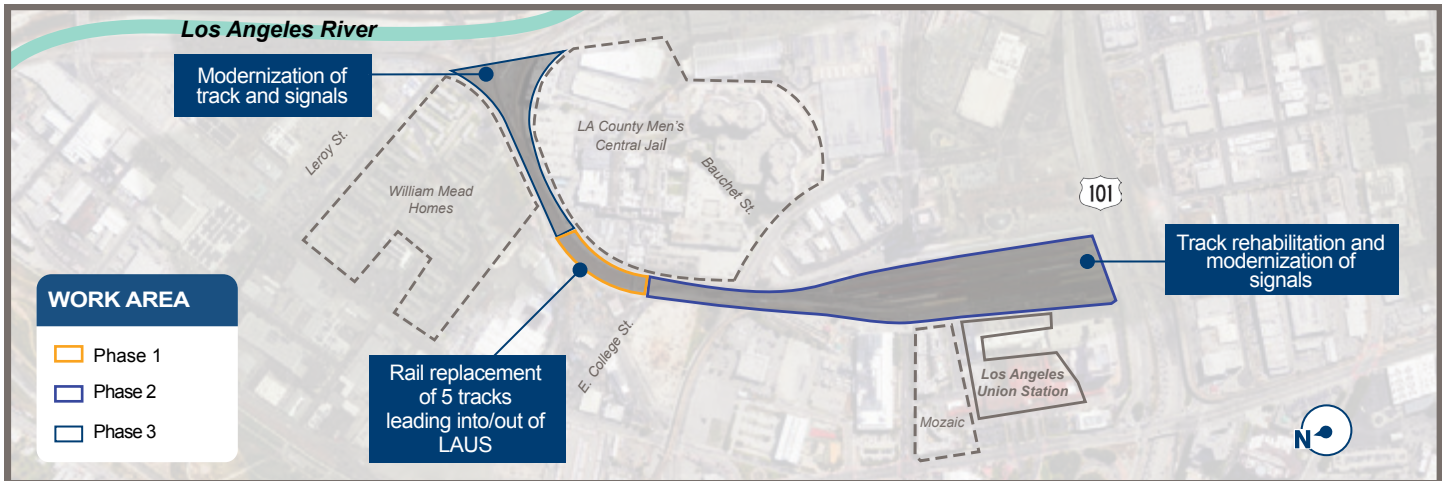 Los Angeles River
Modernization of
track and signals
Leroy St.
William Mead
Homes
LA County Men's
Central Jail
Bauchet St.
101
Track rehabilitation and
modernization of
signals
WORK AREA
Phase 1
Phase 2
Phase 3
Rail replacement
of 5 tracks
leading into/out of
LAUS
E. College St.
Los Angeles
Union Station
Mozaic
N